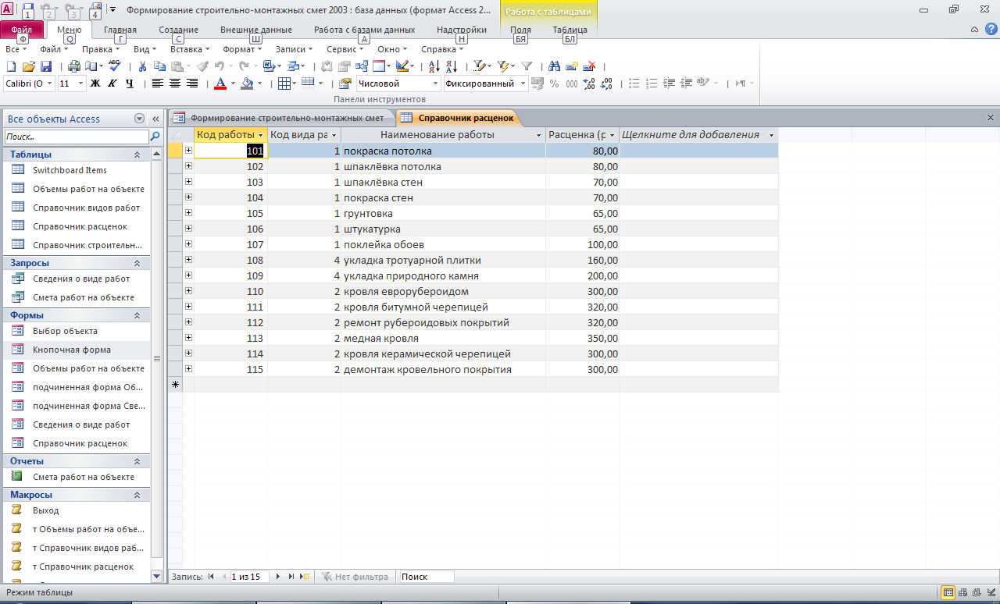 Формирование строительно-монтажных смет 2003 : база данных (формат Access 2...
Работа с таблицами
1 2 3 4
Файл Меню Главная Создание Внешние данные Работа с базами данных Надстройки Поля Таблица
Ф Q Г С Ш А Н БЯ БЛ
Все Файл Правка Вид Вставка Формат Записи Сервис Окно Справка
Calibri (О 11 Ж К Ч Числовой Фиксированный % 000
Панели инструментов
Все объекты Access «
Формирование строительно-монтажных смет Справочник расценок
Поиск...
Таблицы
Switchboard Items
Объемы работ на объекте
Справочник видов работ
Справочник расценок
Справочник строительн...
Запросы
Сведения о виде работ
Смета работ на объекте
Формы
Выбор объекта
Кнопочная форма
Объемы работ на объекте
подчиненная форма Об...
подчиненная форма Све...
Сведения о виде работ
Справочник расценок
Отчеты
Смета работ на объекте
Макросы
Выход
т Объемы работ на объе...
т Справочник видов раб...
т Справочник расценок
Код работы Код вида ра Наименование работы Расценка (р Щелкните для добавления
101 1 покраска потолка 80,00
102 1 шпаклёвка потолка 80,00
103 1 шпаклёвка стен 70,00
104 1 покраска стен 70,00
105 1 грунтовка 65,00
106 1 штукатурка 65,00
107 1 поклейка обоев 100,00
108 4 укладка тротуарной плитки 160,00
109 4 укладка природного камня 200,00
110 2 кровля еврорубероидом 300,00
111 2 кровля битумной черепицей 320,00
112 2 ремонт рубероидовых покрытий 320,00
113 2 медная кровля 350,00
114 2 кровля керамической черепицей 300,00
115 2 демонтаж кровельного покрытия 300,00
Запись: 1 из 15 Нет фильтра Поиск
Режим таблицы